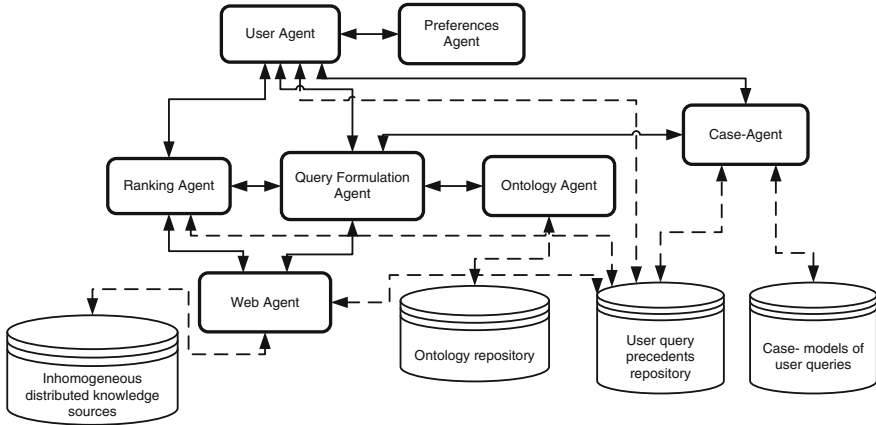 User Agent
Preferences
Agent
Case-Agent
Ranking Agent
Query Formulation
Agent
Ontology Agent
Web Agent
Inhomogeneous
distributed knowledge
sources
Ontology repository
User query
precedents
repository
Case- models of
user queries